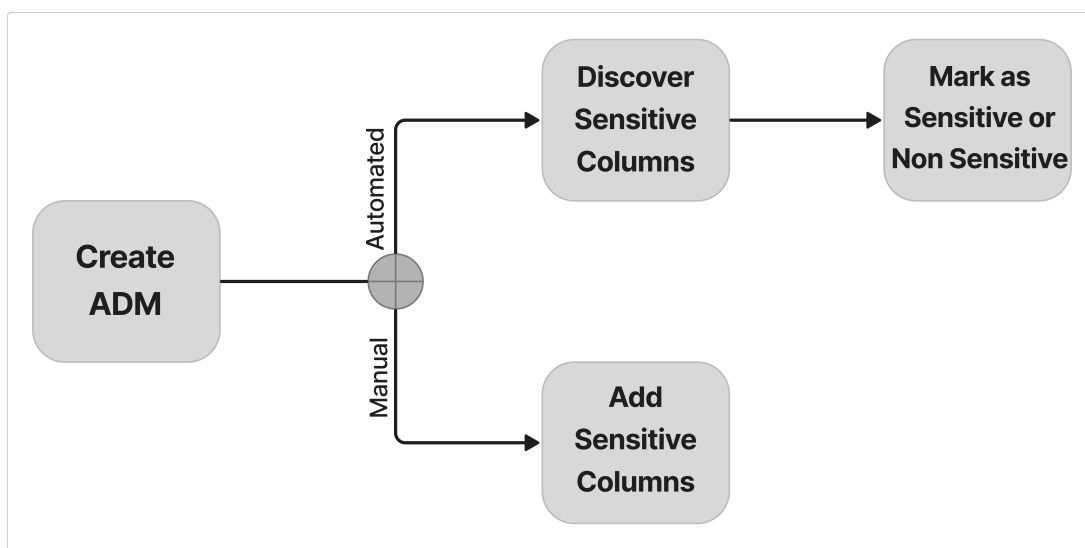 Create
ADM
Automated
Manual
Discover
Sensitive
Columns
Mark as
Sensitive or
Non Sensitive
Add
Sensitive
Columns